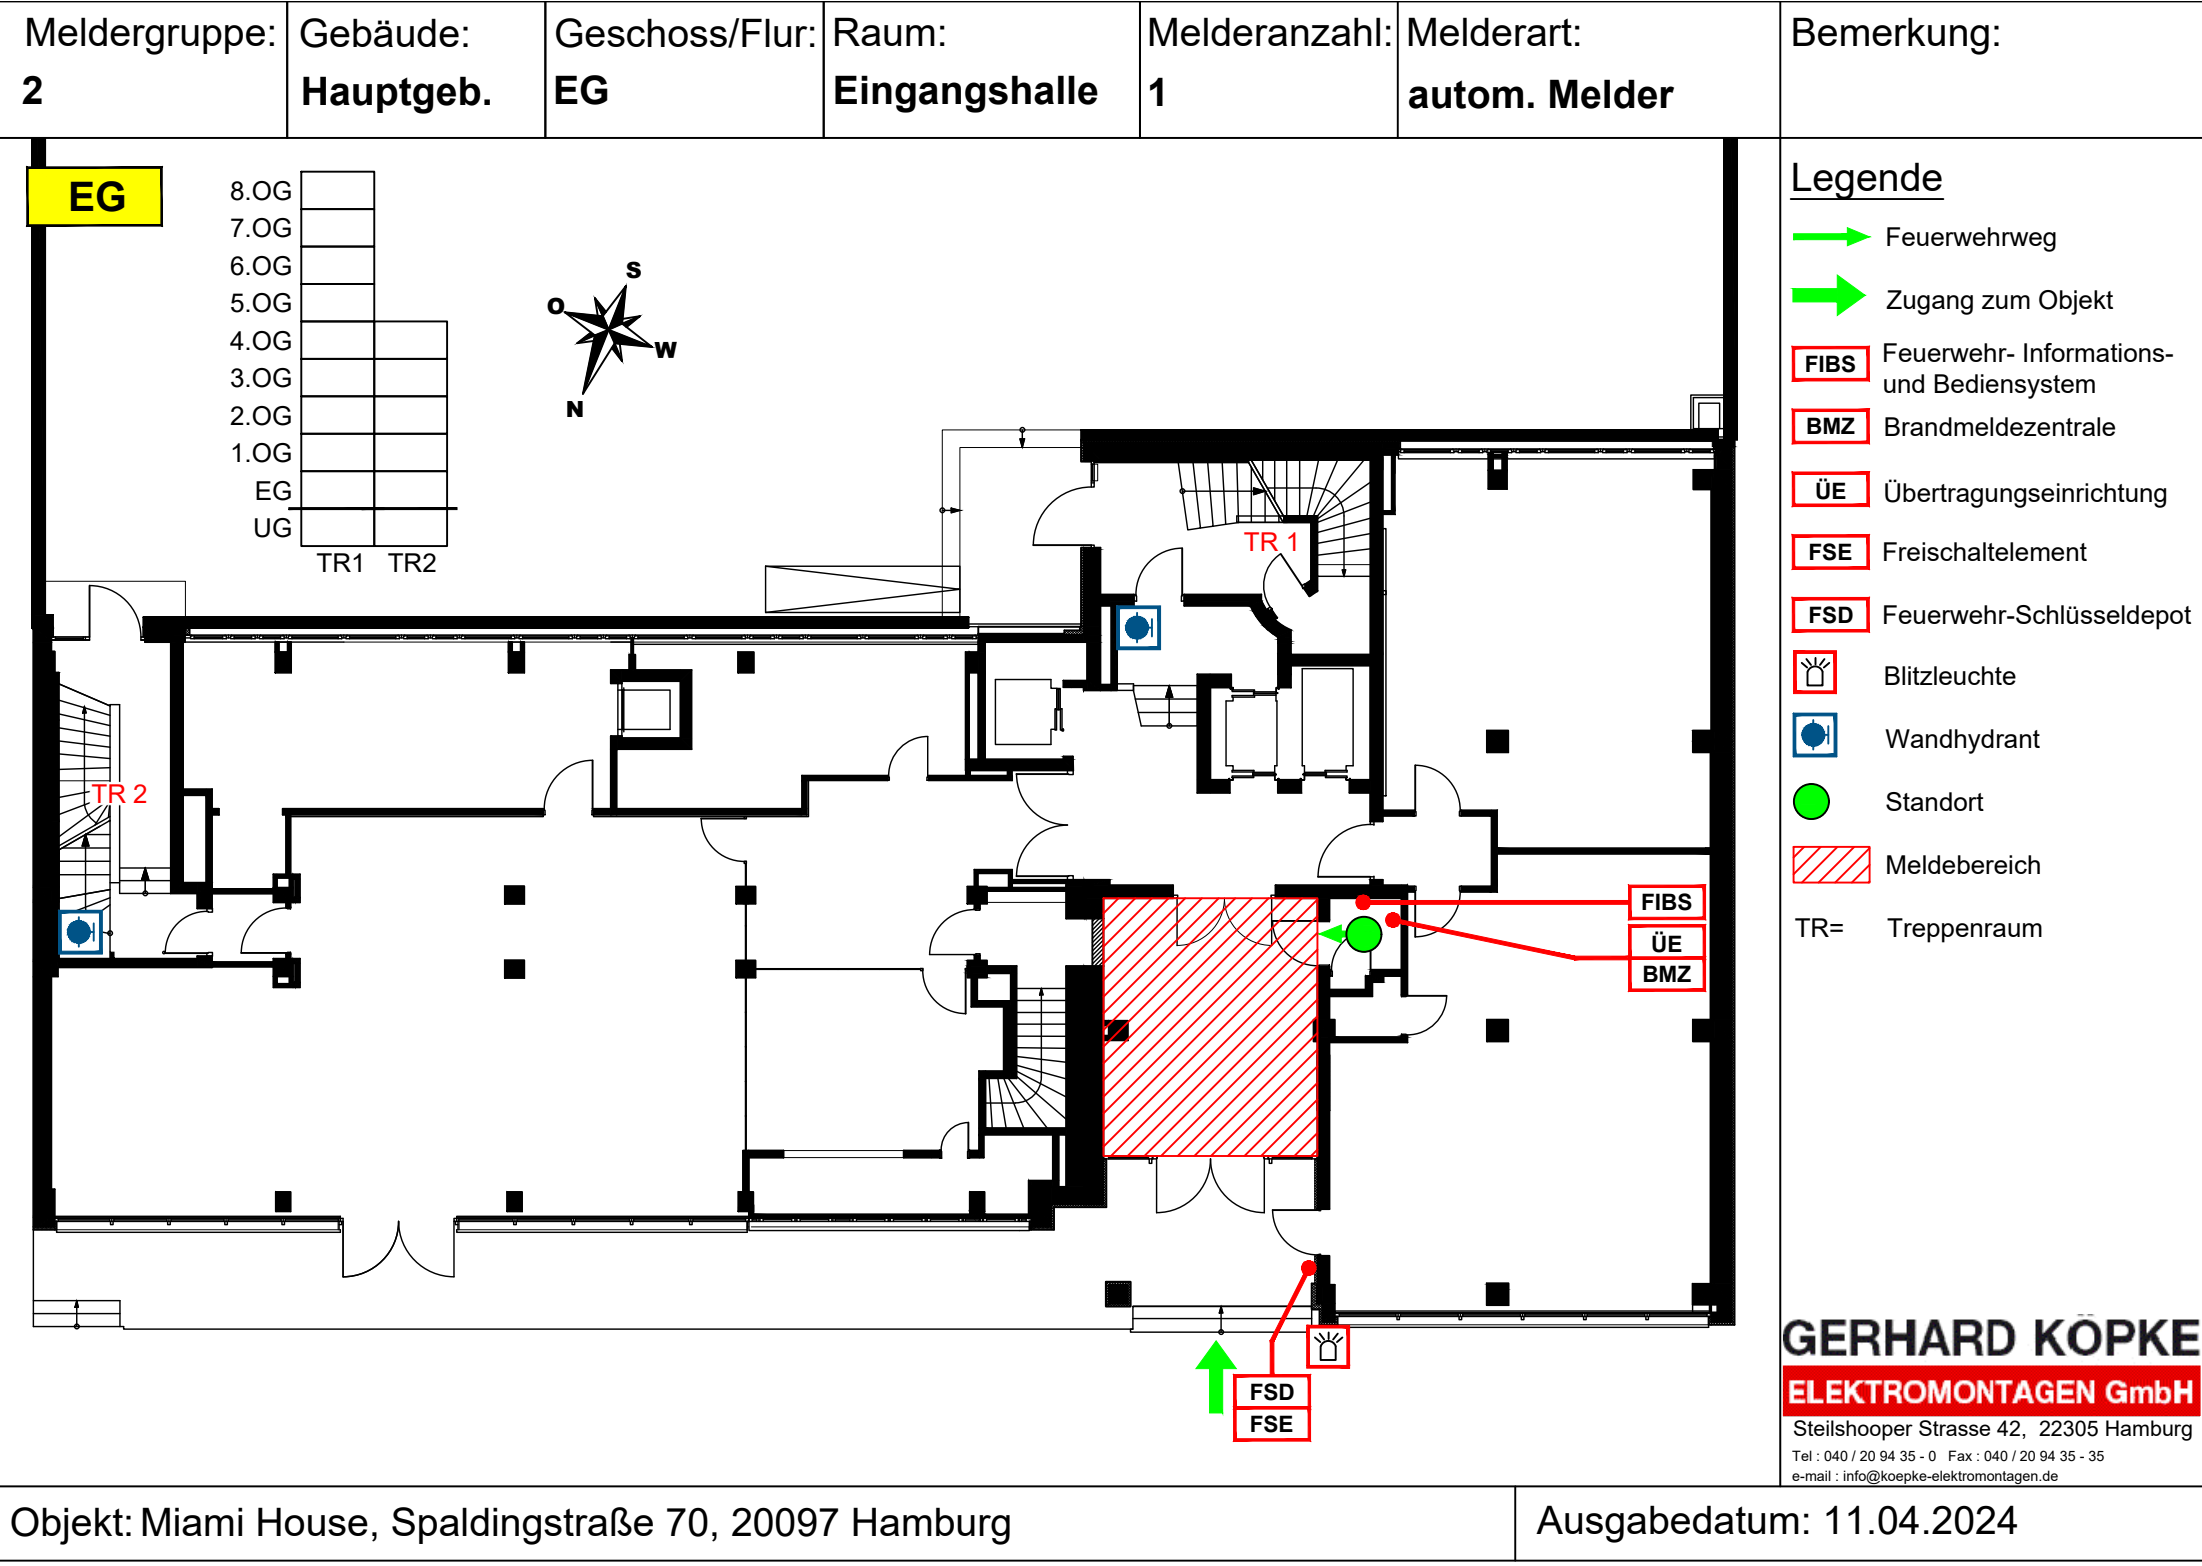 Meldergruppe: Gebäude: Geschoss/Flur: Raum: Melderanzahl: Melderart: Bemerkung:
2 Hauptgeb. EG Eingangshalle 1 autom. Melder
EG
8.OG
7.OG
6.OG
5.OG
4.OG
3.OG
2.OG
1.OG
EG
UG
TR1 TR2
S
O
W
N
TR 1
TR 2
FIBS
ÜE
BMZ
FSD
FSE
Legende
Feuerwehrweg
Zugang zum Objekt
FIBS Feuerwehr- Informations-
und Bediensystem
BMZ Brandmeldezentrale
ÜE Übertragungseinrichtung
FSE Freischaltelement
FSD Feuerwehr-Schlüsseldepot
Blitzleuchte
Wandhydrant
Standort
Meldebereich
TR= Treppenraum
GERHARD KÖPKE
ELEKTROMONTAGEN GmbH
Steilshooper Strasse 42, 22305 Hamburg
Tel : 040 / 20 94 35 - 0 Fax : 040 / 20 94 35 - 35
e-mail : info@koepke-elektromontagen.de
Objekt: Miami House, Spaldingstraße 70, 20097 Hamburg
Ausgabedatum: 11.04.2024